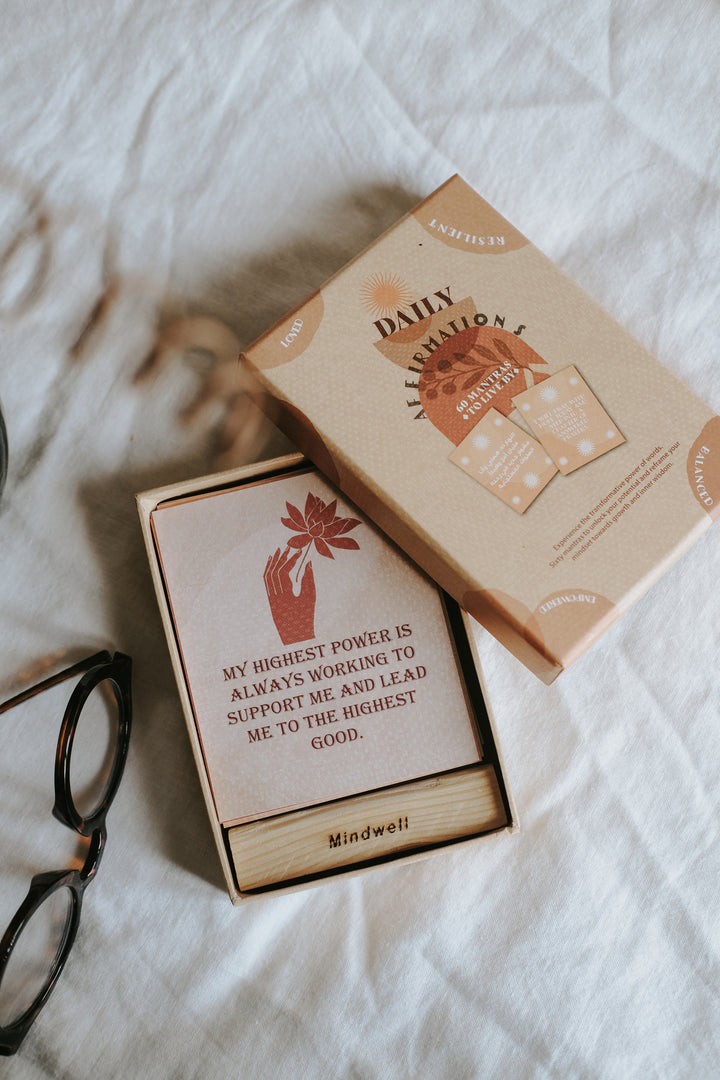 RESILIENT
LOVED
DAILY
AFFIRMATIONS
60 MANTRAS
TO LIVE BY
BALANCED
Experience the transformative power of words.
Sixty mantras to unlock your potential and reframe your
mindset towards growth and inner wisdom.
EMPOWERED
MY HIGHEST POWER IS
ALWAYS WORKING TO
SUPPORT ME AND LEAD
ME TO THE HIGHEST
GOOD.
Mindwell